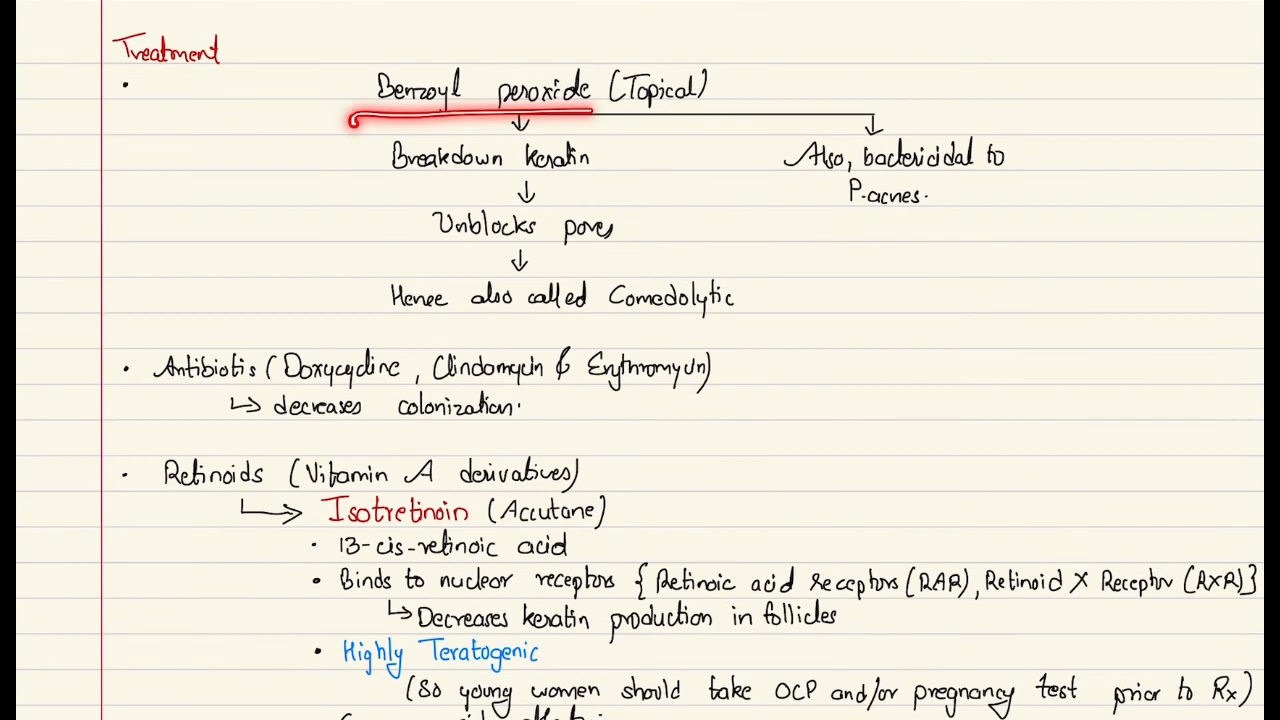 Treatment
• Benzoyl peroxide (Topical)
↓ ↓
Breakdown keratin Also, bactericidal to
↓ P.acnes.
Unblocks pores
↓
Hence also called Comedolytic
• Antibiotis (Doxycycline, Clindomycin & Erythromycin)
↳ decreases colonization.
• Retinoids (Vitamin A derivatives)
↳ Isotretinoin (Accutane)
• 13-cis-retinoic acid
• Binds to nuclear receptors {Retinoic acid receptors (RAR), Retinoid X Receptor (RXR)}
↳ Decreases keratin production in follicles
• Highly Teratogenic
(So young women should take OCP and/or pregnancy test prior to Rx)